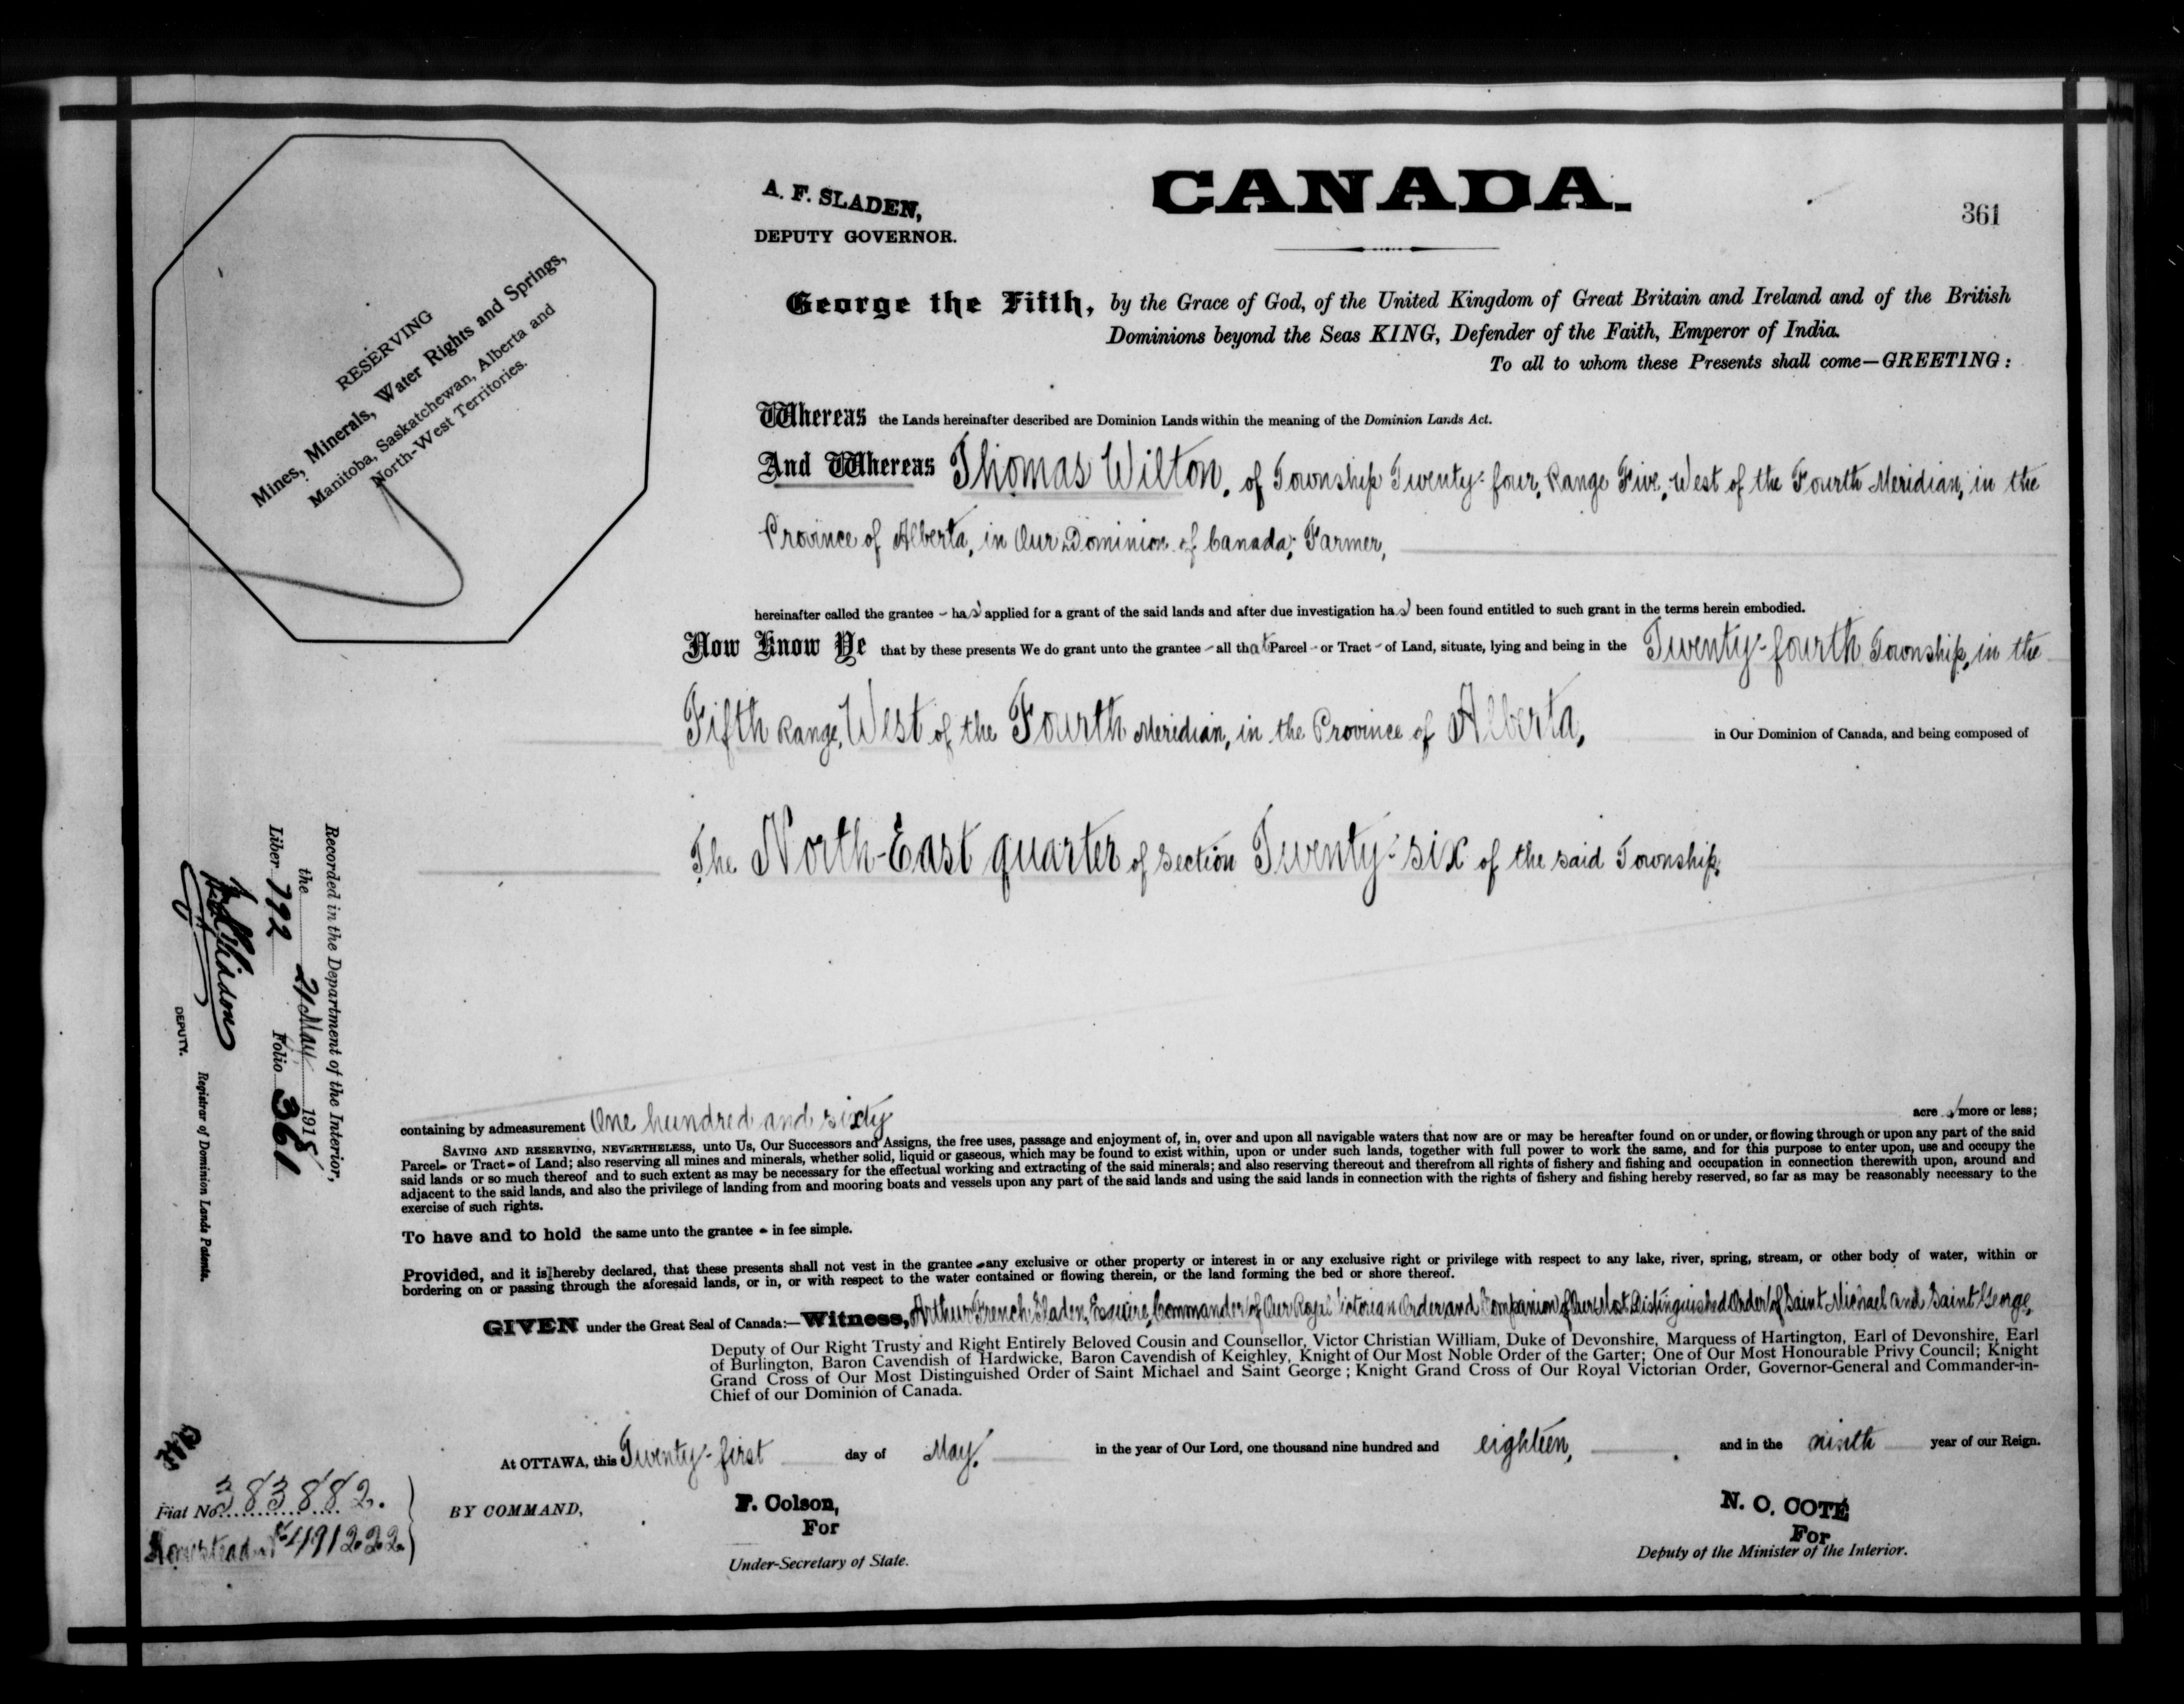 A. F. SLADEN,
DEPUTY GOVERNOR.
CANADA.
361
RESERVING
Mines, Minerals, Water Rights and Springs,
Manitoba, Saskatchewan, Alberta and
North-West Territories.
George the Fifth, by the Grace of God, of the United Kingdom of Great Britain and Ireland and of the British
Dominions beyond the Seas KING, Defender of the Faith, Emperor of India.
To all to whom these Presents shall come—GREETING:
Whereas the Lands hereinafter described are Dominion Lands within the meaning of the Dominion Lands Act.
And Whereas Thomas Wilton, of Township Twenty-four, Range Five, West of the Fourth Meridian, in the
Province of Alberta, in Our Dominion of Canada, Farmer,
hereinafter called the grantee - has applied for a grant of the said lands and after due investigation has been found entitled to such grant in the terms herein embodied.
Now Know Ye that by these presents We do grant unto the grantee - all that Parcel - or Tract - of Land, situate, lying and being in the Twenty-fourth Township, in the
Fifth Range, West of the Fourth Meridian, in the Province of Alberta, in Our Dominion of Canada, and being composed of
The North-East quarter of Section Twenty-six of the said Township,
containing by admeasurement One hundred and sixty acres more or less;
SAVING AND RESERVING, NEVERTHELESS, unto Us, Our Successors and Assigns, the free uses, passage and enjoyment of, in, over and upon all navigable waters that now are or may be hereafter found on or under, or flowing through or upon any part of the said
Parcel- or Tract- of Land; also reserving all mines and minerals, whether solid, liquid or gaseous, which may be found to exist within, upon or under such lands, together with full power to work the same, and for this purpose to enter upon, use and occupy the
said lands or so much thereof and to such extent as may be necessary for the effectual working and extracting of the said minerals; and also reserving thereout and therefrom all rights of fishery and fishing and occupation in connection therewith upon, around and
adjacent to the said lands, and also the privilege of landing from and mooring boats and vessels upon any part of the said lands and using the said lands in connection with the rights of fishery and fishing hereby reserved, so far as may be reasonably necessary to the
exercise of such rights.
To have and to hold the same unto the grantee - in fee simple.
Provided, and it is hereby declared, that these presents shall not vest in the grantee - any exclusive or other property or interest in or any exclusive right or privilege with respect to any lake, river, spring, stream, or other body of water, within or
bordering on or passing through the aforesaid lands, or in, or with respect to the water contained or flowing therein, or the land forming the bed or shore thereof.
GIVEN under the Great Seal of Canada:—Witness, Arthur French Sladen, Esquire, Commander of Our Royal Victorian Order, and Companion of Our Most Distinguished Order of Saint Michael and Saint George,
Deputy of Our Right Trusty and Right Entirely Beloved Cousin and Counsellor, Victor Christian William, Duke of Devonshire, Marquess of Hartington, Earl of Devonshire, Earl
of Burlington, Baron Cavendish of Hardwicke, Baron Cavendish of Keighley, Knight of Our Most Noble Order of the Garter; One of Our Most Honourable Privy Council; Knight
Grand Cross of Our Most Distinguished Order of Saint Michael and Saint George; Knight Grand Cross of Our Royal Victorian Order, Governor-General and Commander-in-
Chief of our Dominion of Canada.
At OTTAWA, this Twenty-first day of May, in the year of Our Lord, one thousand nine hundred and eighteen, and in the ninth year of our Reign.
BY COMMAND,
F. Colson,
For
Under-Secretary of State.
N. O. COTÉ
For
Deputy of the Minister of the Interior.
Recorded in the Department of the Interior,
the 21 May 1918
Liber 792 Folio 361
DEPUTY.
Registrar of Dominion Lands Patents.
Fiat No. 383882.
Homestead No 491222.